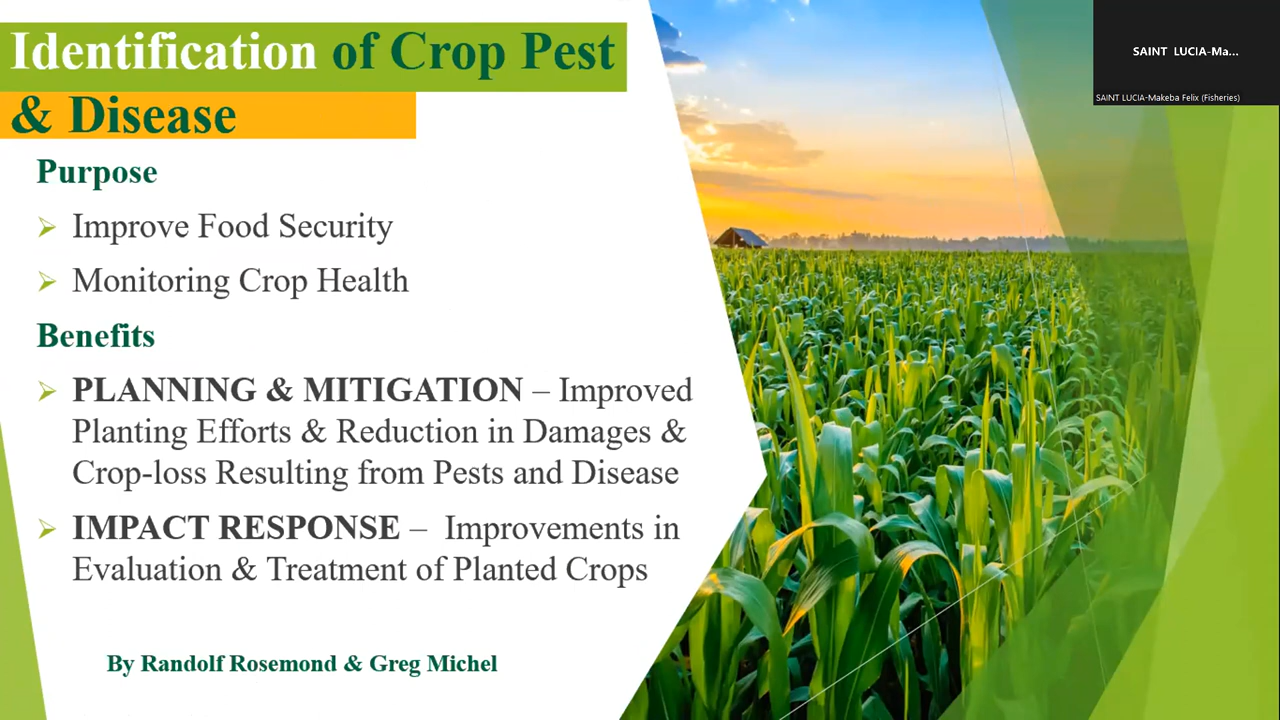 Identification of Crop Pest
& Disease
Purpose
Improve Food Security
Monitoring Crop Health
Benefits
PLANNING & MITIGATION – Improved
Planting Efforts & Reduction in Damages &
Crop-loss Resulting from Pests and Disease
IMPACT RESPONSE – Improvements in
Evaluation & Treatment of Planted Crops
By Randolf Rosemond & Greg Michel
SAINT LUCIA-Ma...
SAINT LUCIA-Makeba Felix (Fisheries)